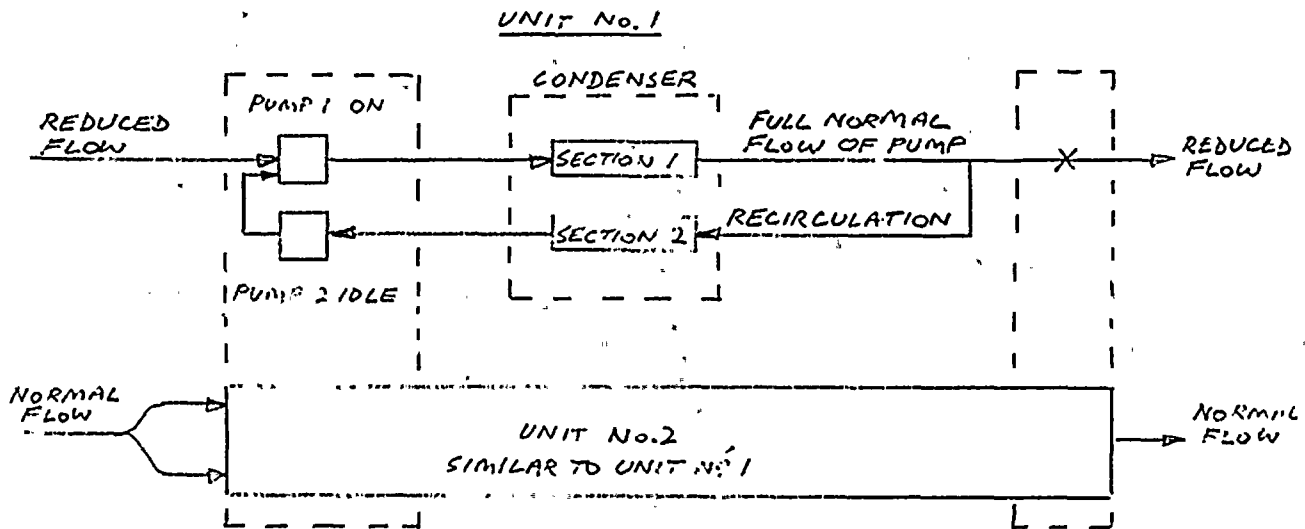 UNIT No. 1
CONDENSER
PUMP 1 ON
REDUCED
FLOW
SECTION 1
FULL NORMAL
FLOW OF PUMP
REDUCED
FLOW
SECTION 2
RECIRCULATION
PUMP 2 IDLE
NORMAL
FLOW
UNIT No. 2
SIMILAR TO UNIT No. 1
NORMAL
FLOW